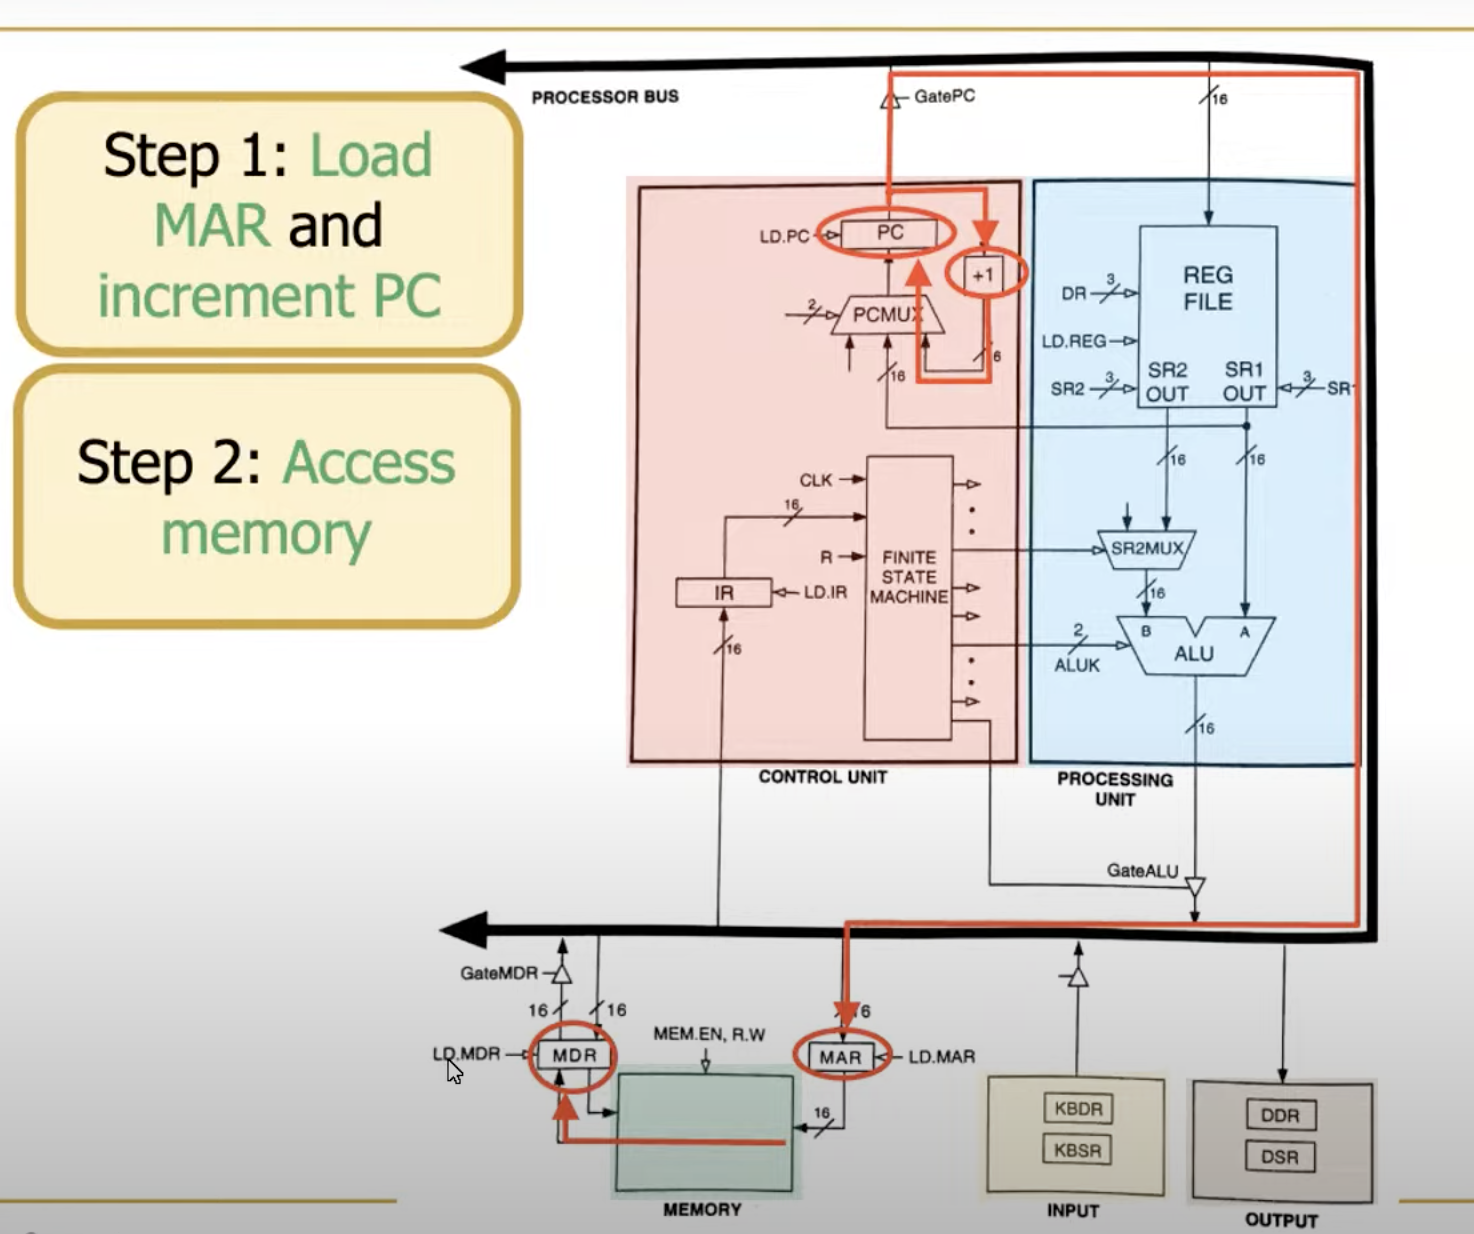 Step 1: Load
MAR and
increment PC
Step 2: Access
memory
PROCESSOR BUS
GatePC
16
LD.PC
PC
+1
2
PCMUX
16
6
REG
FILE
DR
3
LD.REG
SR2
3
SR2
OUT
SR1
OUT
3
SR
16
16
CLK
16
R
IR
LD.IR
16
FINITE
STATE
MACHINE
SR2MUX
16
B
A
ALU
2
ALUK
16
CONTROL UNIT
PROCESSING
UNIT
GateALU
GateMDR
16
16
6
LD.MDR
MDR
MEM.EN, R.W
MAR
LD.MAR
16
MEMORY
KBDR
KBSR
INPUT
DDR
DSR
OUTPUT